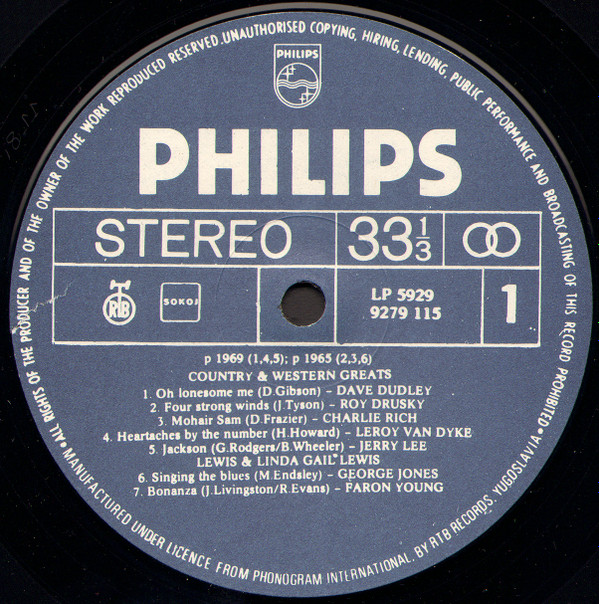 •ALL RIGHTS OF THE PRODUCER AND OF THE OWNER OF THE WORK REPRODUCED RESERVED. UNAUTHORISED COPYING, HIRING, LENDING, PUBLIC PERFORMANCE AND BROADCASTING OF THIS RECORD PROHIBITED•
PHILIPS
PHILIPS
STEREO 33 1/3
RTB SOKOJ LP 5929 1
9279 115
p 1969 (1,4,5); p 1965 (2,3,6)
COUNTRY & WESTERN GREATS
1. Oh lonesome me (D.Gibson) – DAVE DUDLEY
2. Four strong winds (J.Tyson) – ROY DRUSKY
3. Mohair Sam (D.Frazier) – CHARLIE RICH
4. Heartaches by the number (H.Howard) – LEROY VAN DYKE
5. Jackson (G.Rodgers/B.Wheeler) – JERRY LEE
LEWIS & LINDA GAIL LEWIS
6. Singing the blues (M.Endsley) – GEORGE JONES
7. Bonanza (J.Livingston/R.Evans) – FARON YOUNG
MANUFACTURED UNDER LICENCE FROM PHONOGRAM INTERNATIONAL, BY RTB RECORDS, YUGOSLAVIA